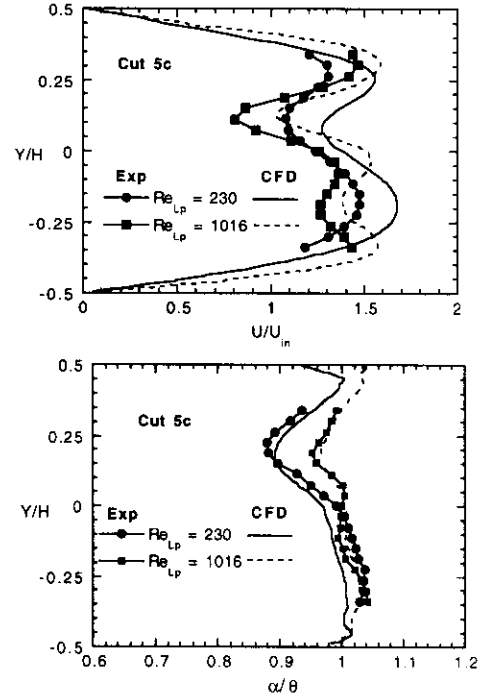 0.5
Cut 5c
0.25
Y/H
0
Exp CFD
Re_Lp = 230
-0.25
Re_Lp = 1016
-0.5
0 0.5 1 1.5 2
U/U_in
0.5
Cut 5c
0.25
Y/H
0
Exp CFD
Re_Lp = 230
-0.25
Re_Lp = 1016
-0.5
0.6 0.7 0.8 0.9 1 1.1 1.2
α/θ